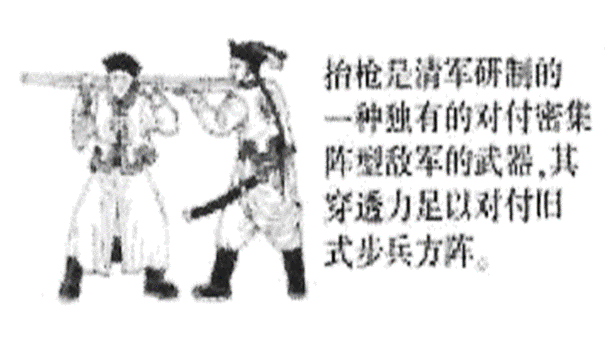 抬枪是清军研制的
一种独有的对付密集
阵型敌军的武器,其
穿透力足以对付旧
式步兵方阵。